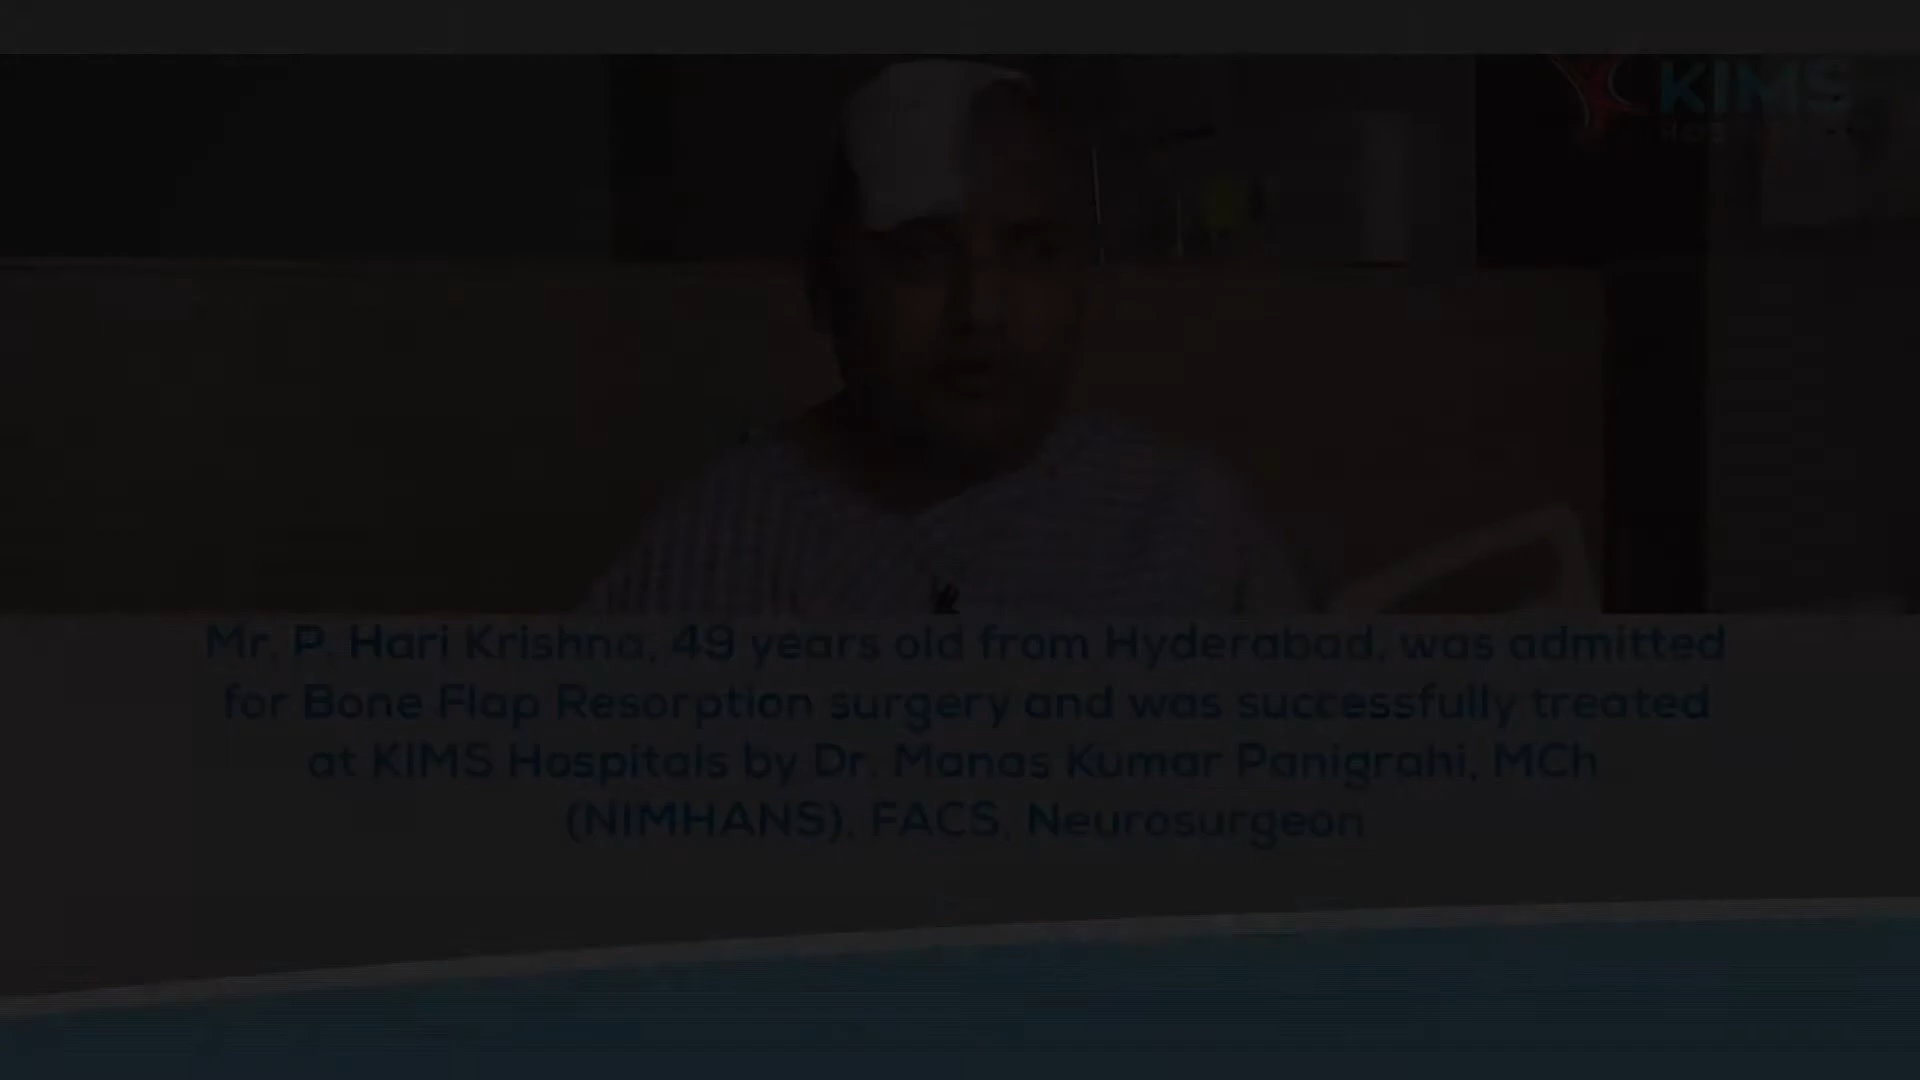 KIMS
Mr. P. Hari Krishna, 49 years old from Hyderabad, was admitted
for Bone Flap Resorption surgery and was successfully treated
at KIMS Hospitals by Dr. Manas Kumar Panigrahi, MCh
(NIMHANS), FACS, Neurosurgeon